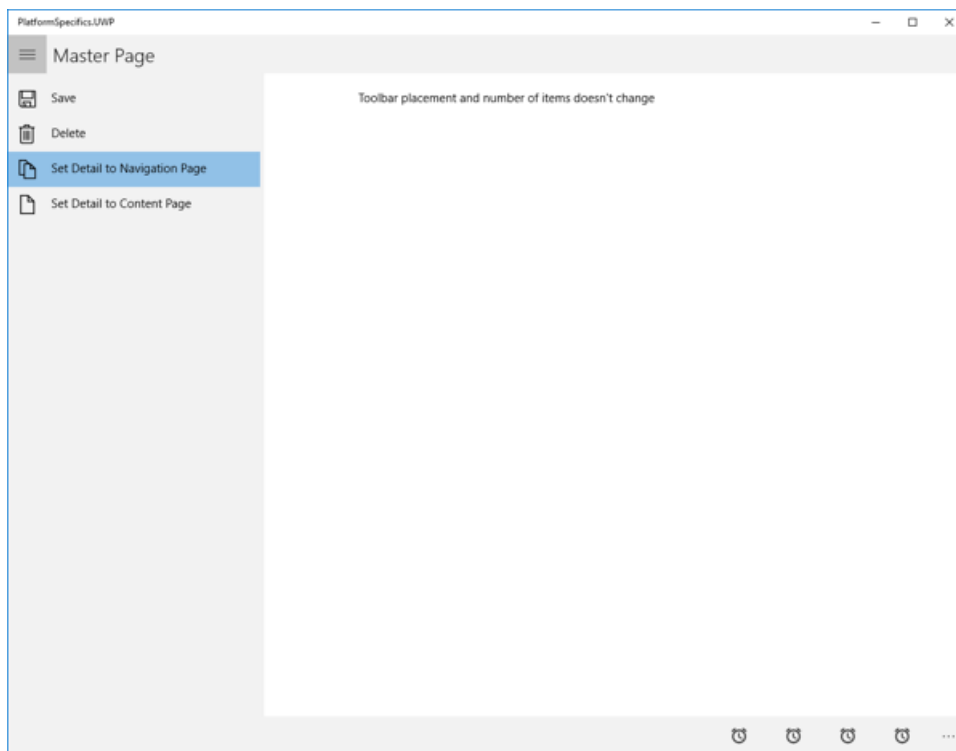 PlatformSpecifics.UWP
Master Page
Save
Toolbar placement and number of items doesn't change
Delete
Set Detail to Navigation Page
Set Detail to Content Page